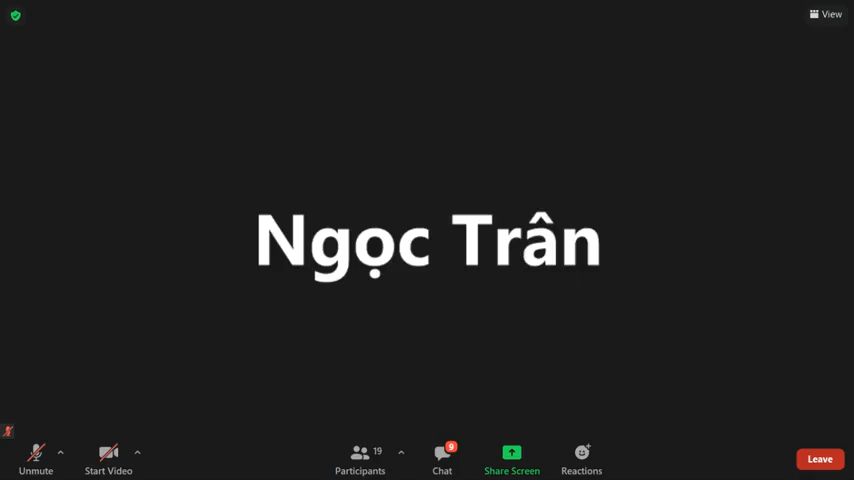 View
Ngọc Trân
19
9
Unmute
Start Video
Participants
Chat
Share Screen
Reactions
Leave